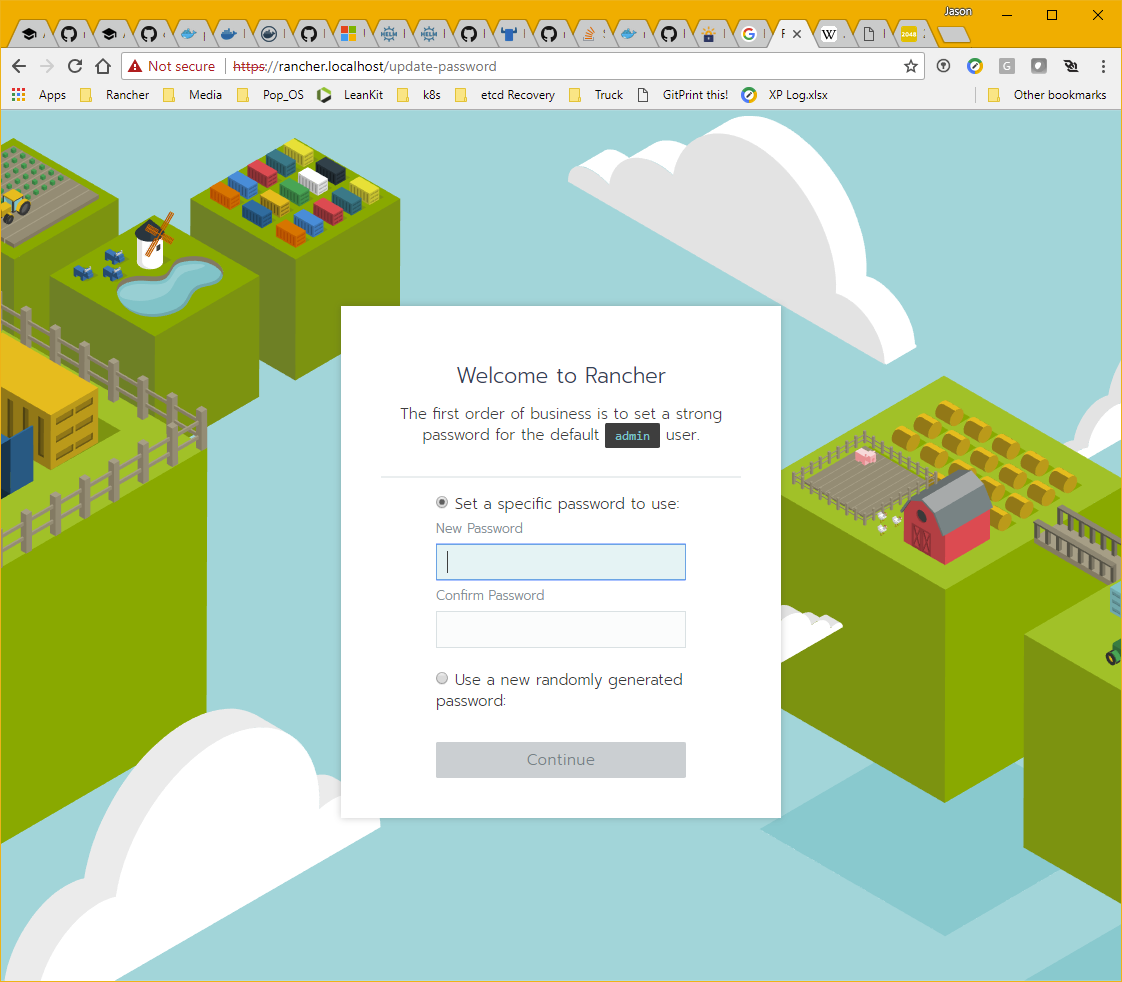 Jason
Not secure https://rancher.localhost/update-password
Apps Rancher Media Pop_OS LeanKit k8s etcd Recovery Truck GitPrint this! XP Log.xlsx Other bookmarks
Welcome to Rancher
The first order of business is to set a strong
password for the default admin user.
Set a specific password to use:
New Password
Confirm Password
Use a new randomly generated
password:
Continue